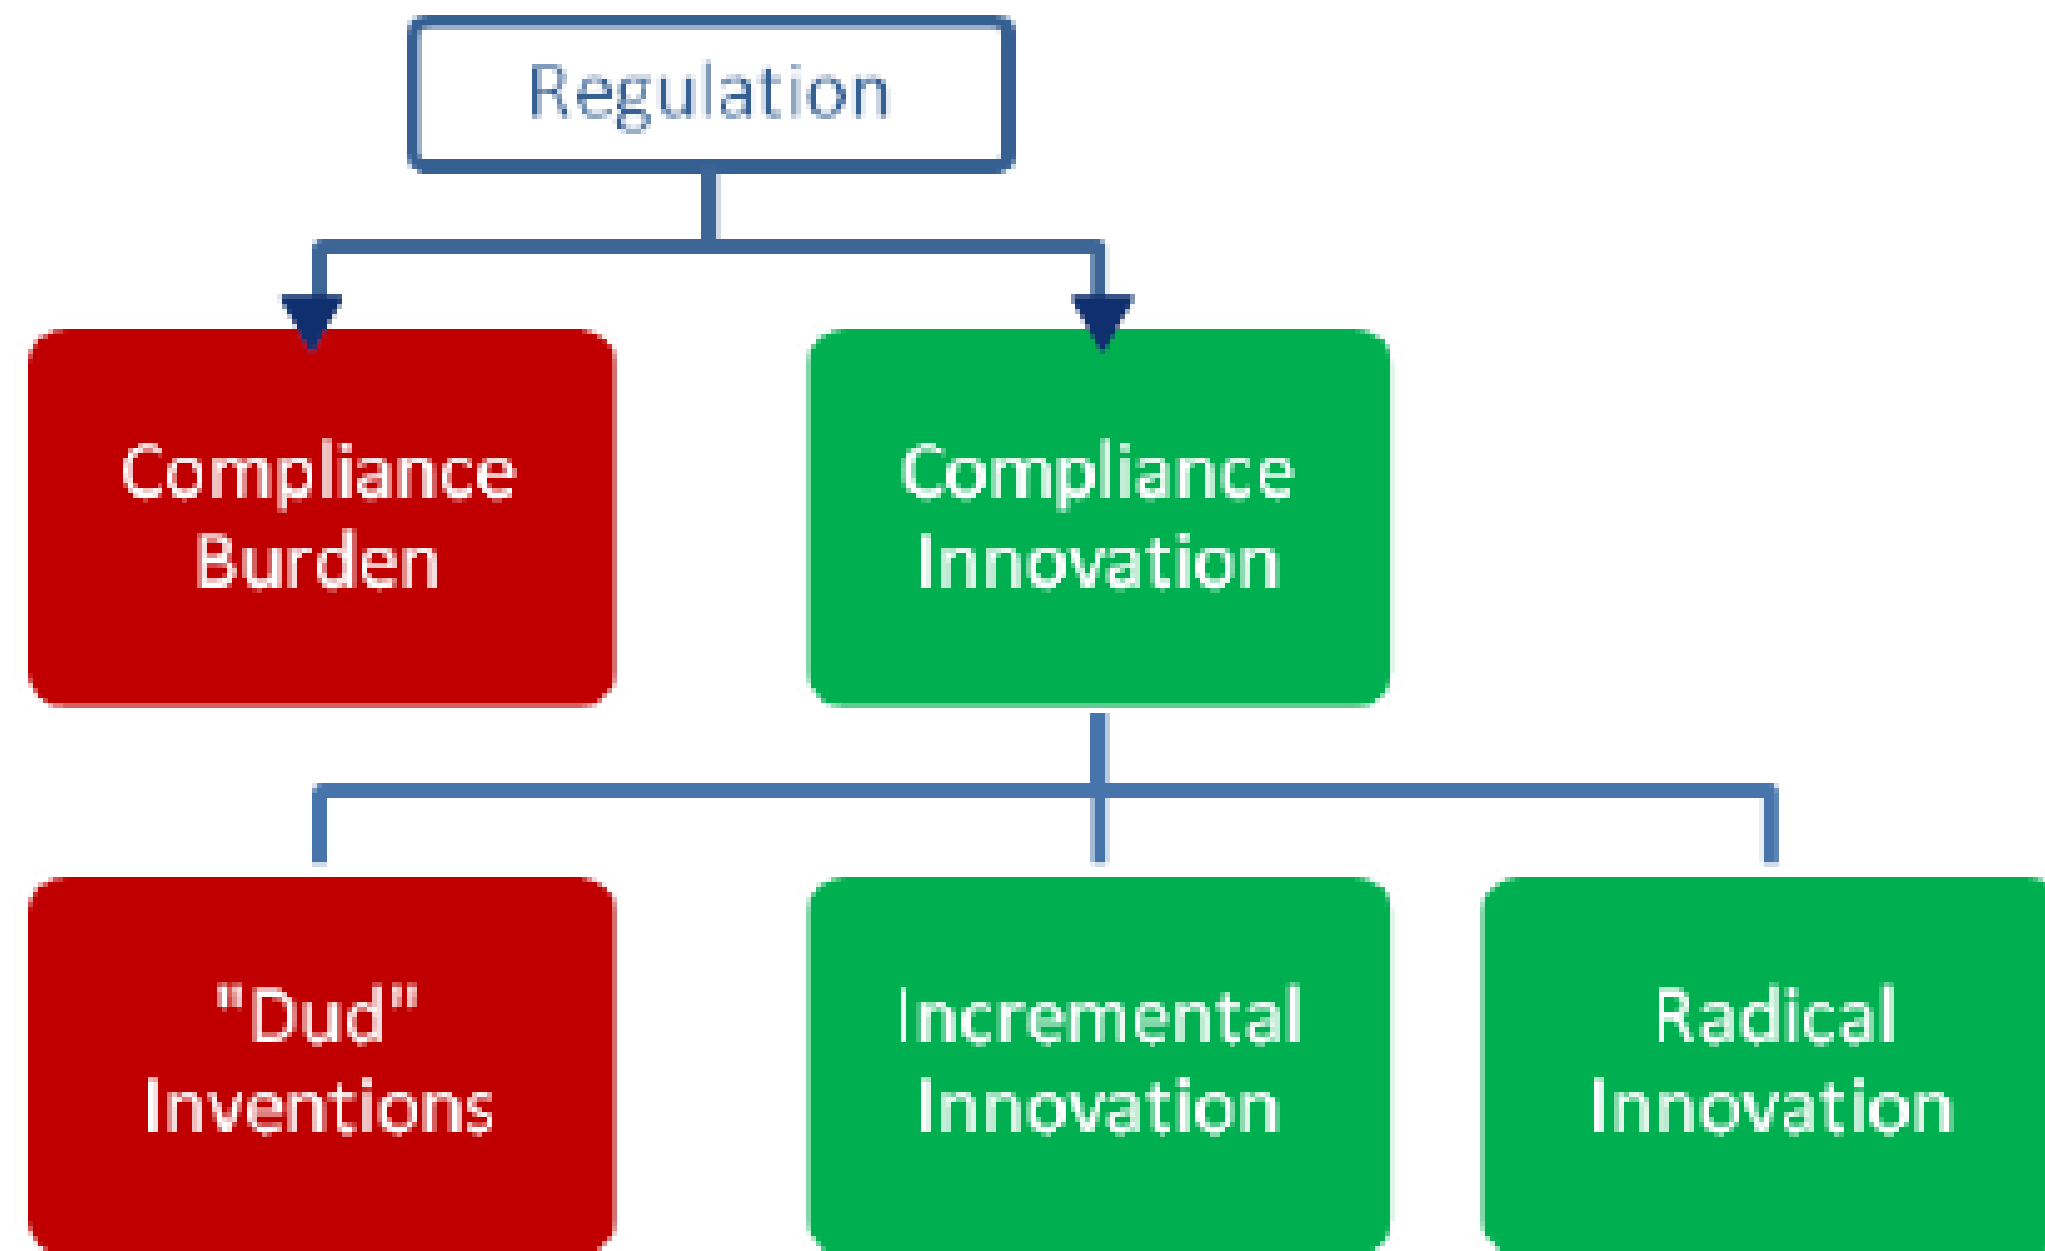 Regulation
Compliance
Burden
Compliance
Innovation
"Dud"
Inventions
Incremental
Innovation
Radical
Innovation